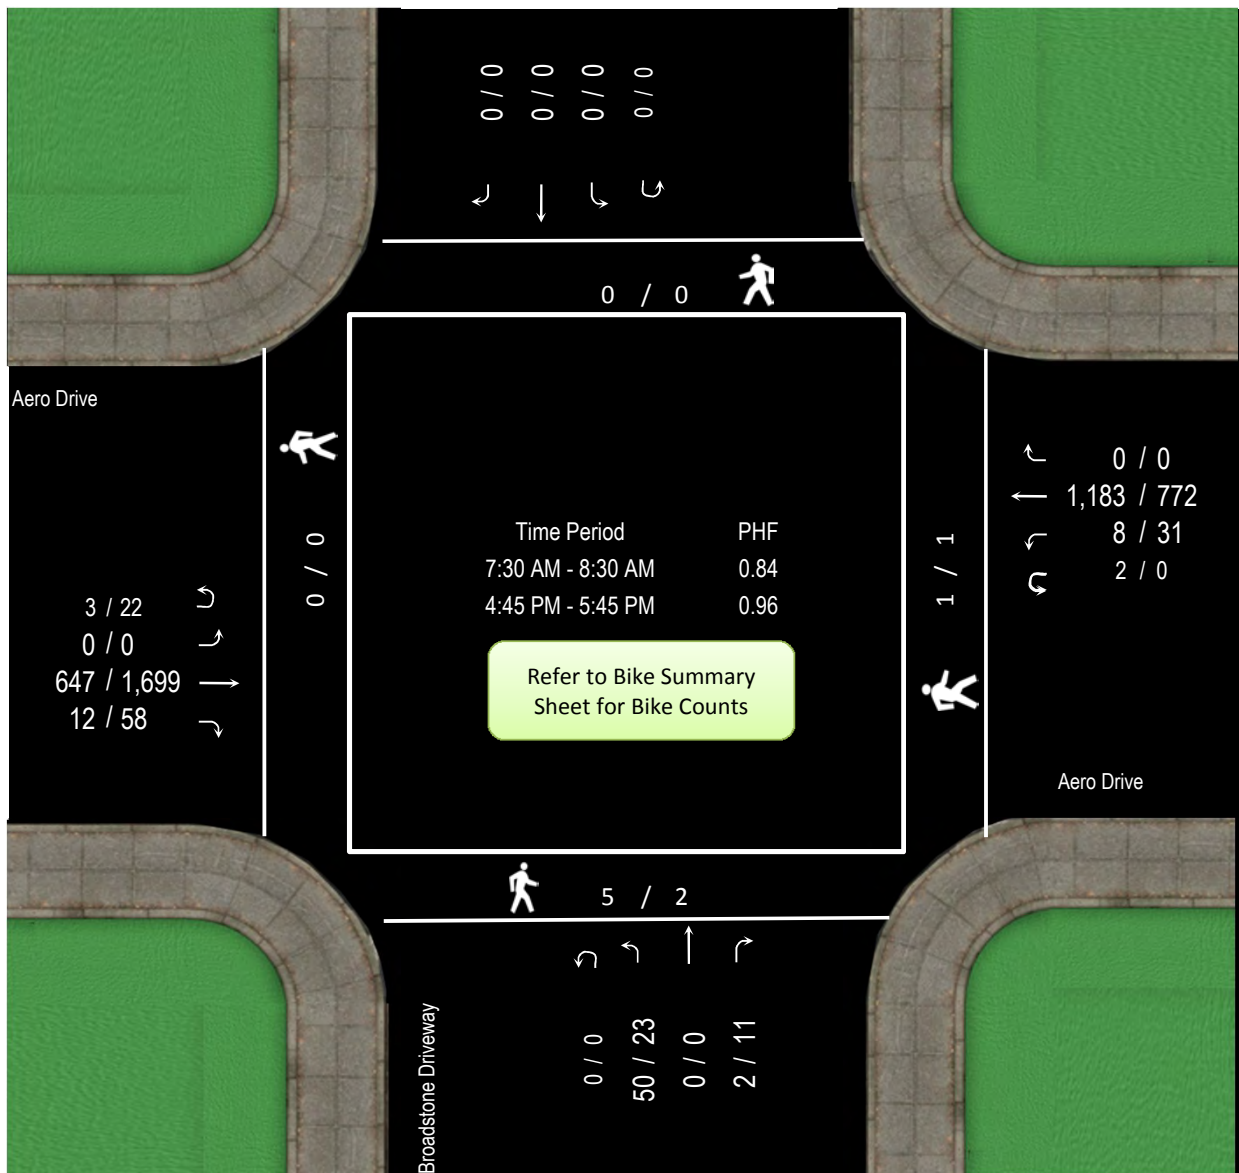 0 / 0
0 / 0
0 / 0
0 / 0
0 / 0
Aero Drive
0 / 0
1,183 / 772
8 / 31
2 / 0
0 / 0
1 / 1
Time Period PHF
7:30 AM - 8:30 AM 0.84
4:45 PM - 5:45 PM 0.96
3 / 22
0 / 0
647 / 1,699
12 / 58
Refer to Bike Summary
Sheet for Bike Counts
Aero Drive
5 / 2
Broadstone Driveway
0 / 0
50 / 23
0 / 0
2 / 11